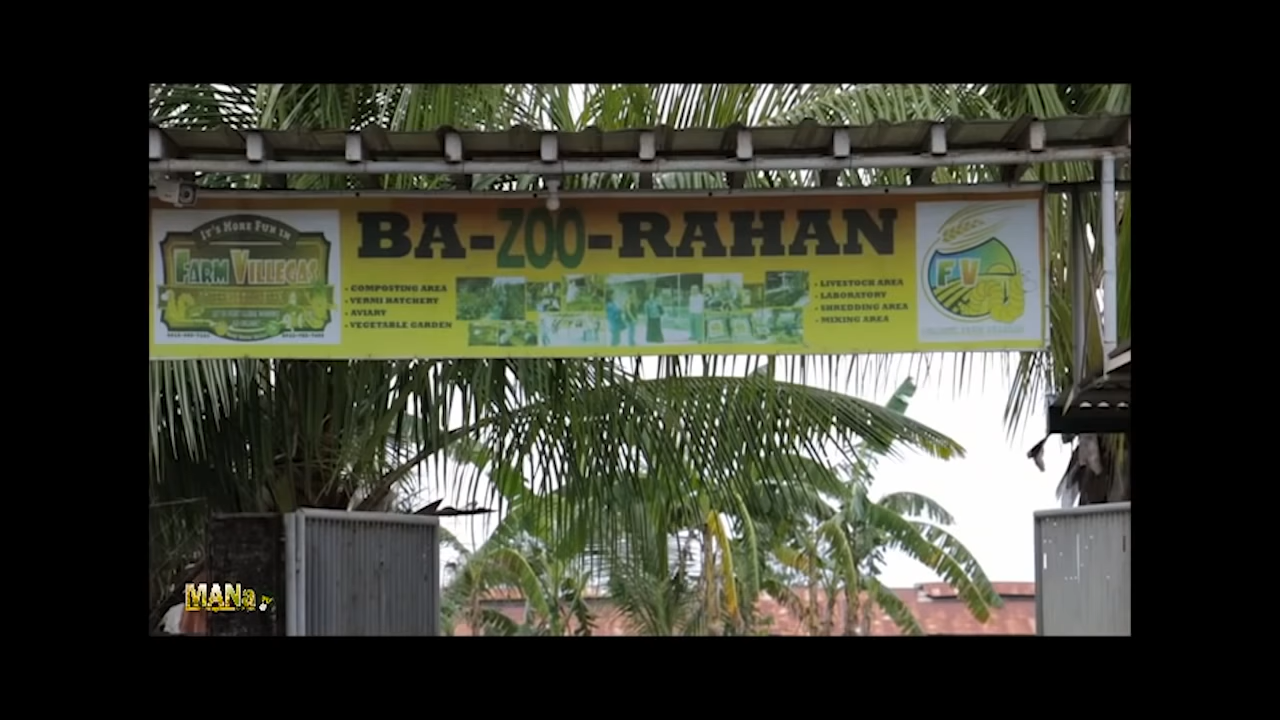 BA-ZOO-RAHAN
IT'S MORE FUN IN
FARM VILLEGAS
- COMPOSTING AREA
- VERMI HATCHERY
- AVIARY
- VEGETABLE GARDEN
- LIVESTOCK AREA
- LABORATORY
- SHREDDING AREA
- MIXING AREA
FV
MANa